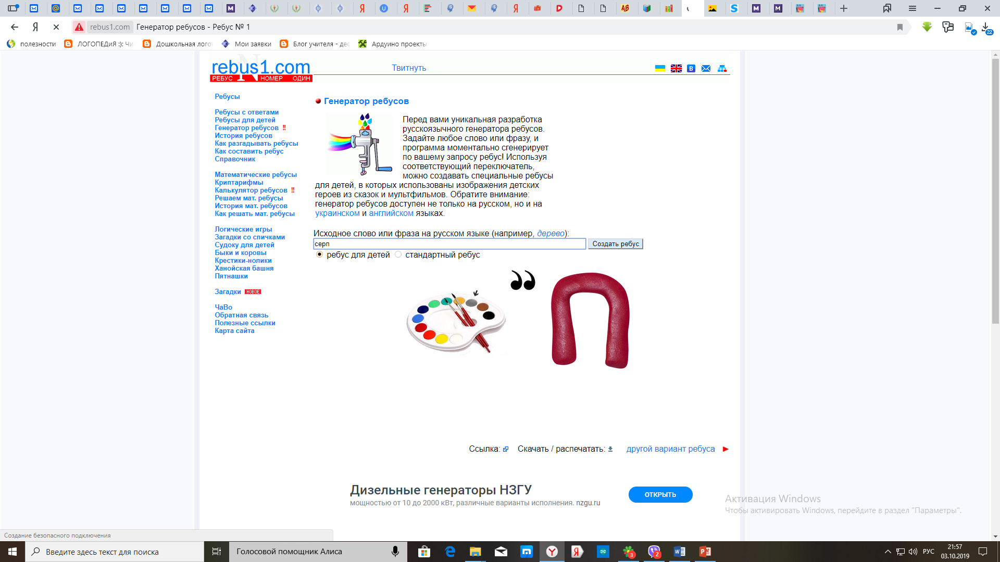 rebus1.com Генератор ребусов - Ребус № 1
22
полезности
ЛОГОПЕДиЯ :): Чи
Дошкольная лого
Мои заявки
Блог учителя - де
Ардуино проекты
rebus1.com
РЕБУС НОМЕР ОДИН
Твитнуть
Ребусы
Ребусы с ответами
Ребусы для детей
Генератор ребусов !!
История ребусов
Как разгадывать ребусы
Как составить ребус
Справочник
Математические ребусы
Криптарифмы
Калькулятор ребусов !!
Решаем мат. ребусы
История мат. ребусов
Как решать мат. ребусы
Логические игры
Загадки со спичками
Судоку для детей
Быки и коровы
Крестики-нолики
Ханойская башня
Пятнашки
Загадки НОВОЕ
ЧаВо
Обратная связь
Полезные ссылки
Карта сайта
Генератор ребусов
Перед вами уникальная разработка
русскоязычного генератора ребусов.
Задайте любое слово или фразу, и
программа моментально сгенерирует
по вашему запросу ребус! Используя
соответствующий переключатель,
можно создавать специальные ребусы
для детей, в которых использованы изображения детских
героев из сказок и мультфильмов. Обратите внимание:
генератор ребусов доступен не только на русском, но и на
украинском и английском языках.
Исходное слово или фраза на русском языке (например, дерево):
серп
Создать ребус
ребус для детей стандартный ребус
П
Ссылка: Скачать / распечатать: другой вариант ребуса
Дизельные генераторы НЗГУ
мощностью от 10 до 2000 кВт, различные варианты исполнения. nzgu.ru
ОТКРЫТЬ
Активация Windows
Чтобы активировать Windows, перейдите в раздел "Параметры".
Создание безопасного подключения
Введите здесь текст для поиска
Голосовой помощник Алиса
3
2
РУС
21:57
03.10.2019